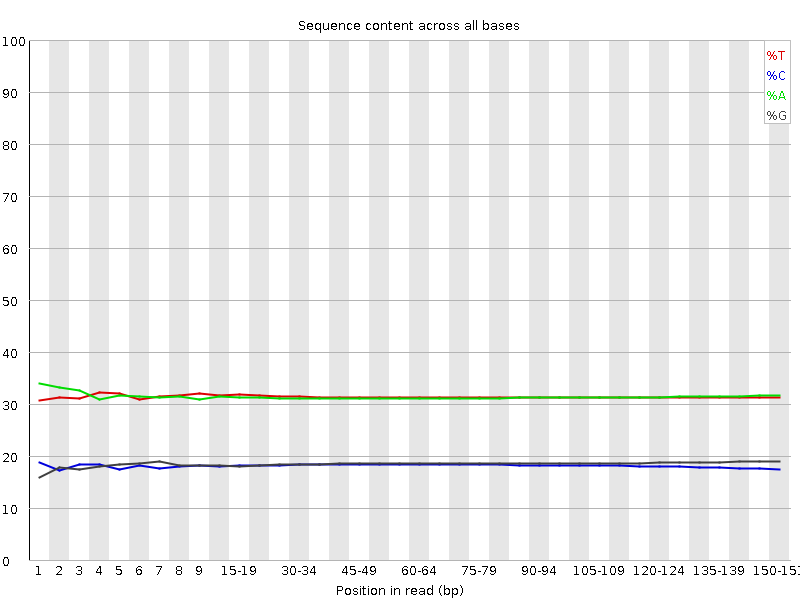 Sequence content across all bases
100
90
80
70
60
50
40
30
20
10
0
%T
%C
%A
%G
1 2 3 4 5 6 7 8 9 15-19 30-34 45-49 60-64 75-79 90-94 105-109 120-124 135-139 150-151
Position in read (bp)